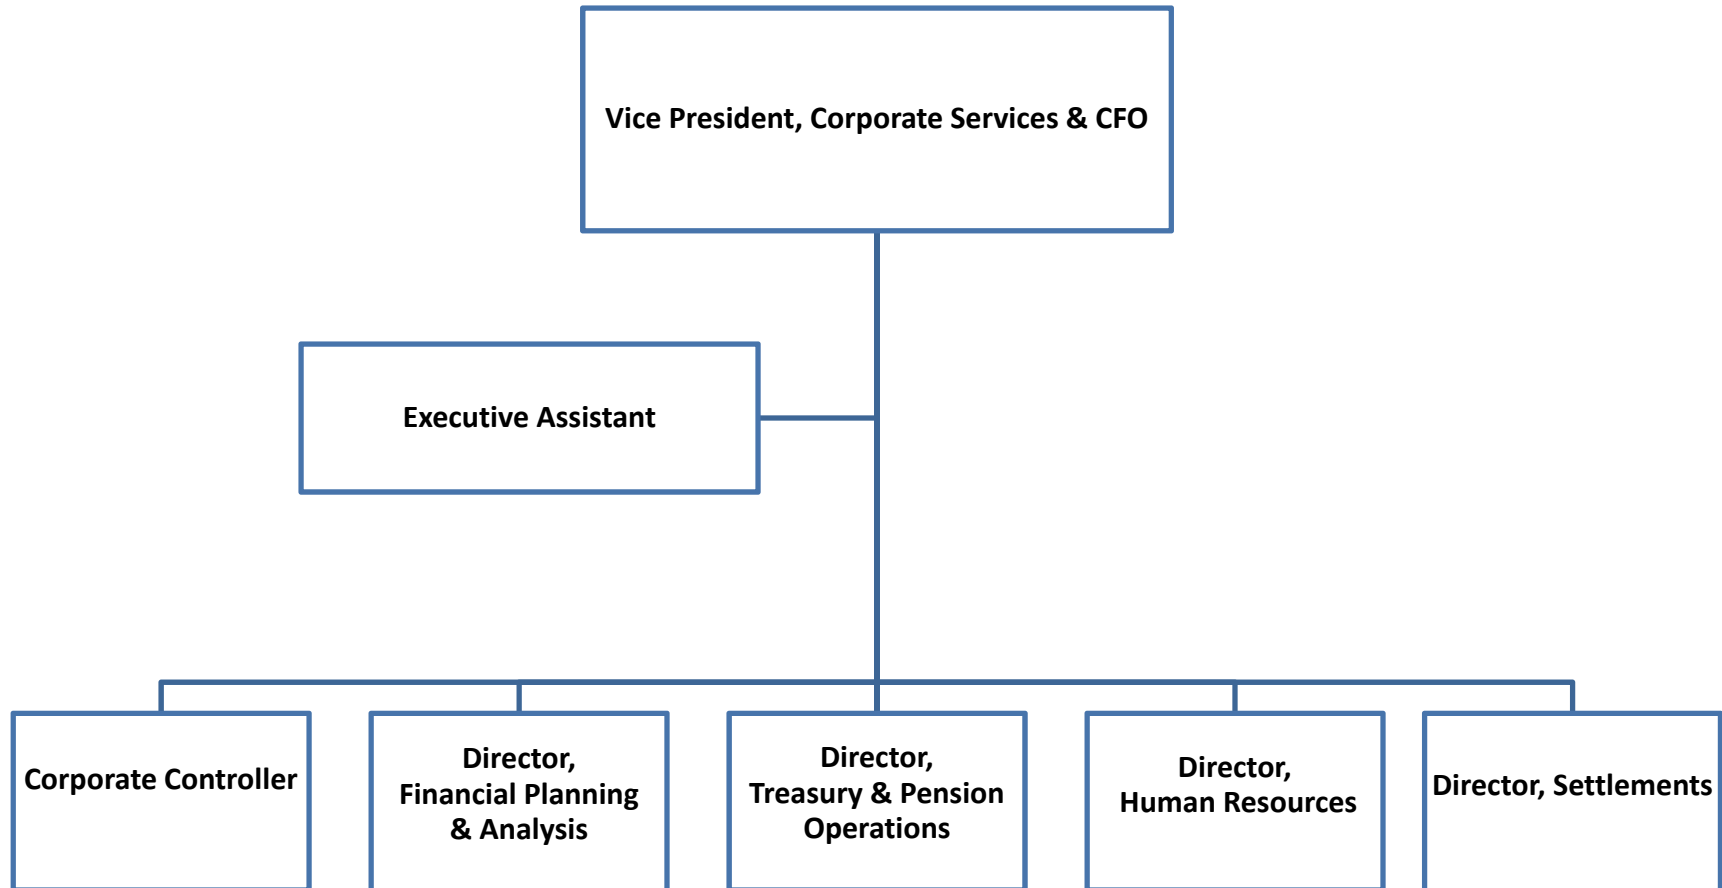 Vice President, Corporate Services & CFO
Executive Assistant
Corporate Controller
Director,
Financial Planning
& Analysis
Director,
Treasury & Pension
Operations
Director,
Human Resources
Director, Settlements